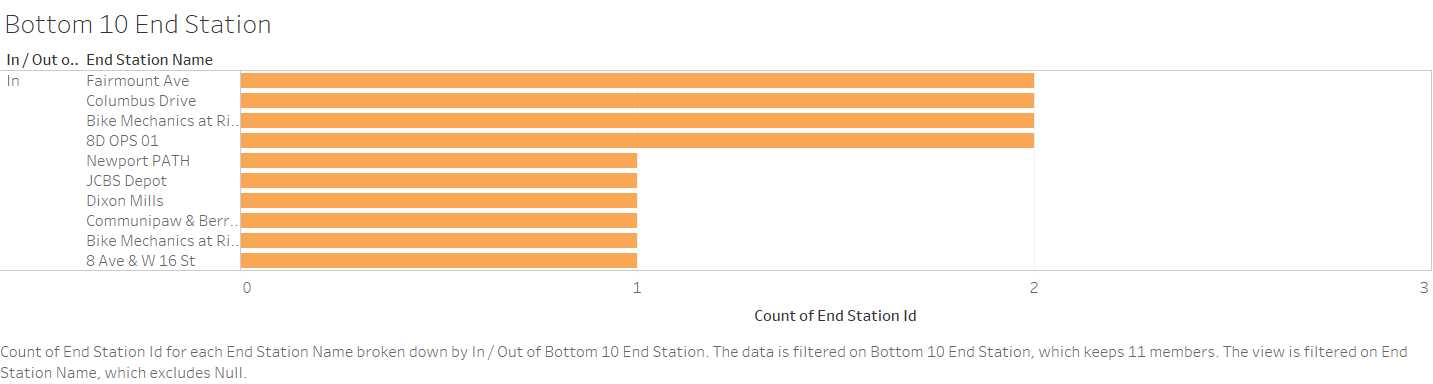 Bottom 10 End Station
In / Out o.. End Station Name
In Fairmount Ave
Columbus Drive
Bike Mechanics at Ri..
8D OPS 01
Newport PATH
JCBS Depot
Dixon Mills
Communipaw & Berr..
Bike Mechanics at Ri..
8 Ave & W 16 St
0 1 2 3
Count of End Station Id
Count of End Station Id for each End Station Name broken down by In / Out of Bottom 10 End Station. The data is filtered on Bottom 10 End Station, which keeps 11 members. The view is filtered on End
Station Name, which excludes Null.